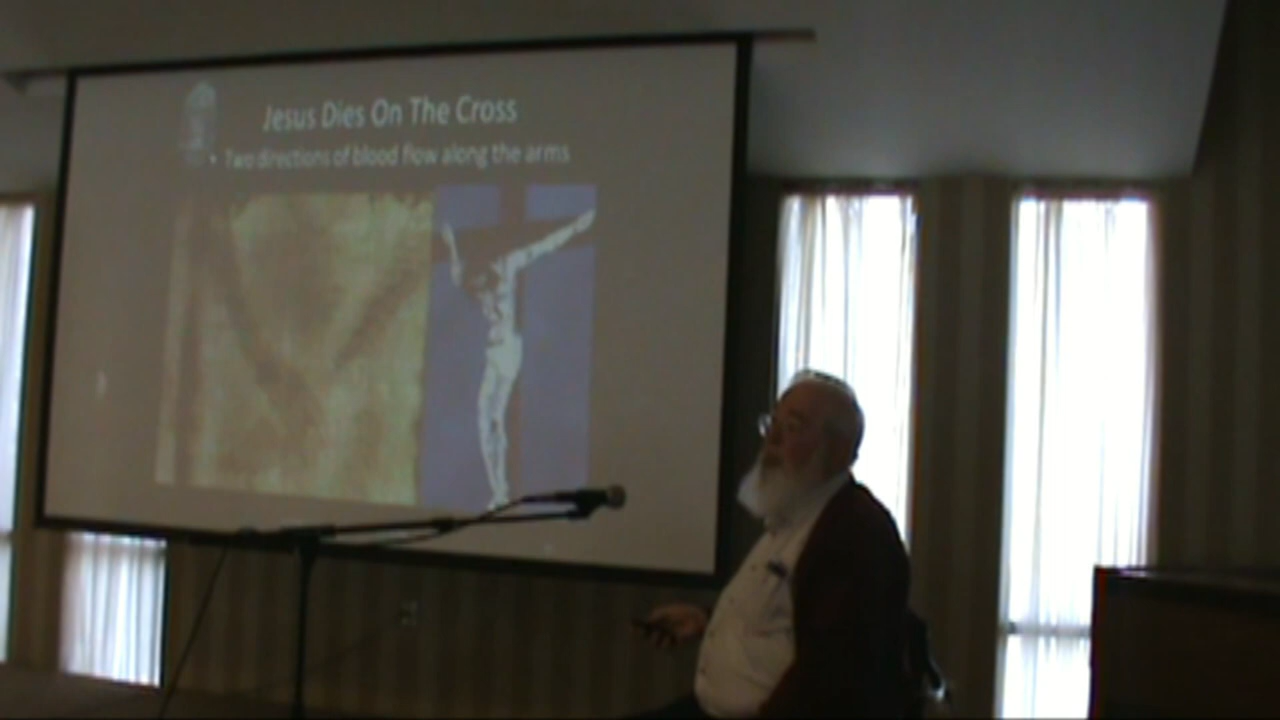 Jesus Dies On The Cross
• Two directions of blood flow along the arms